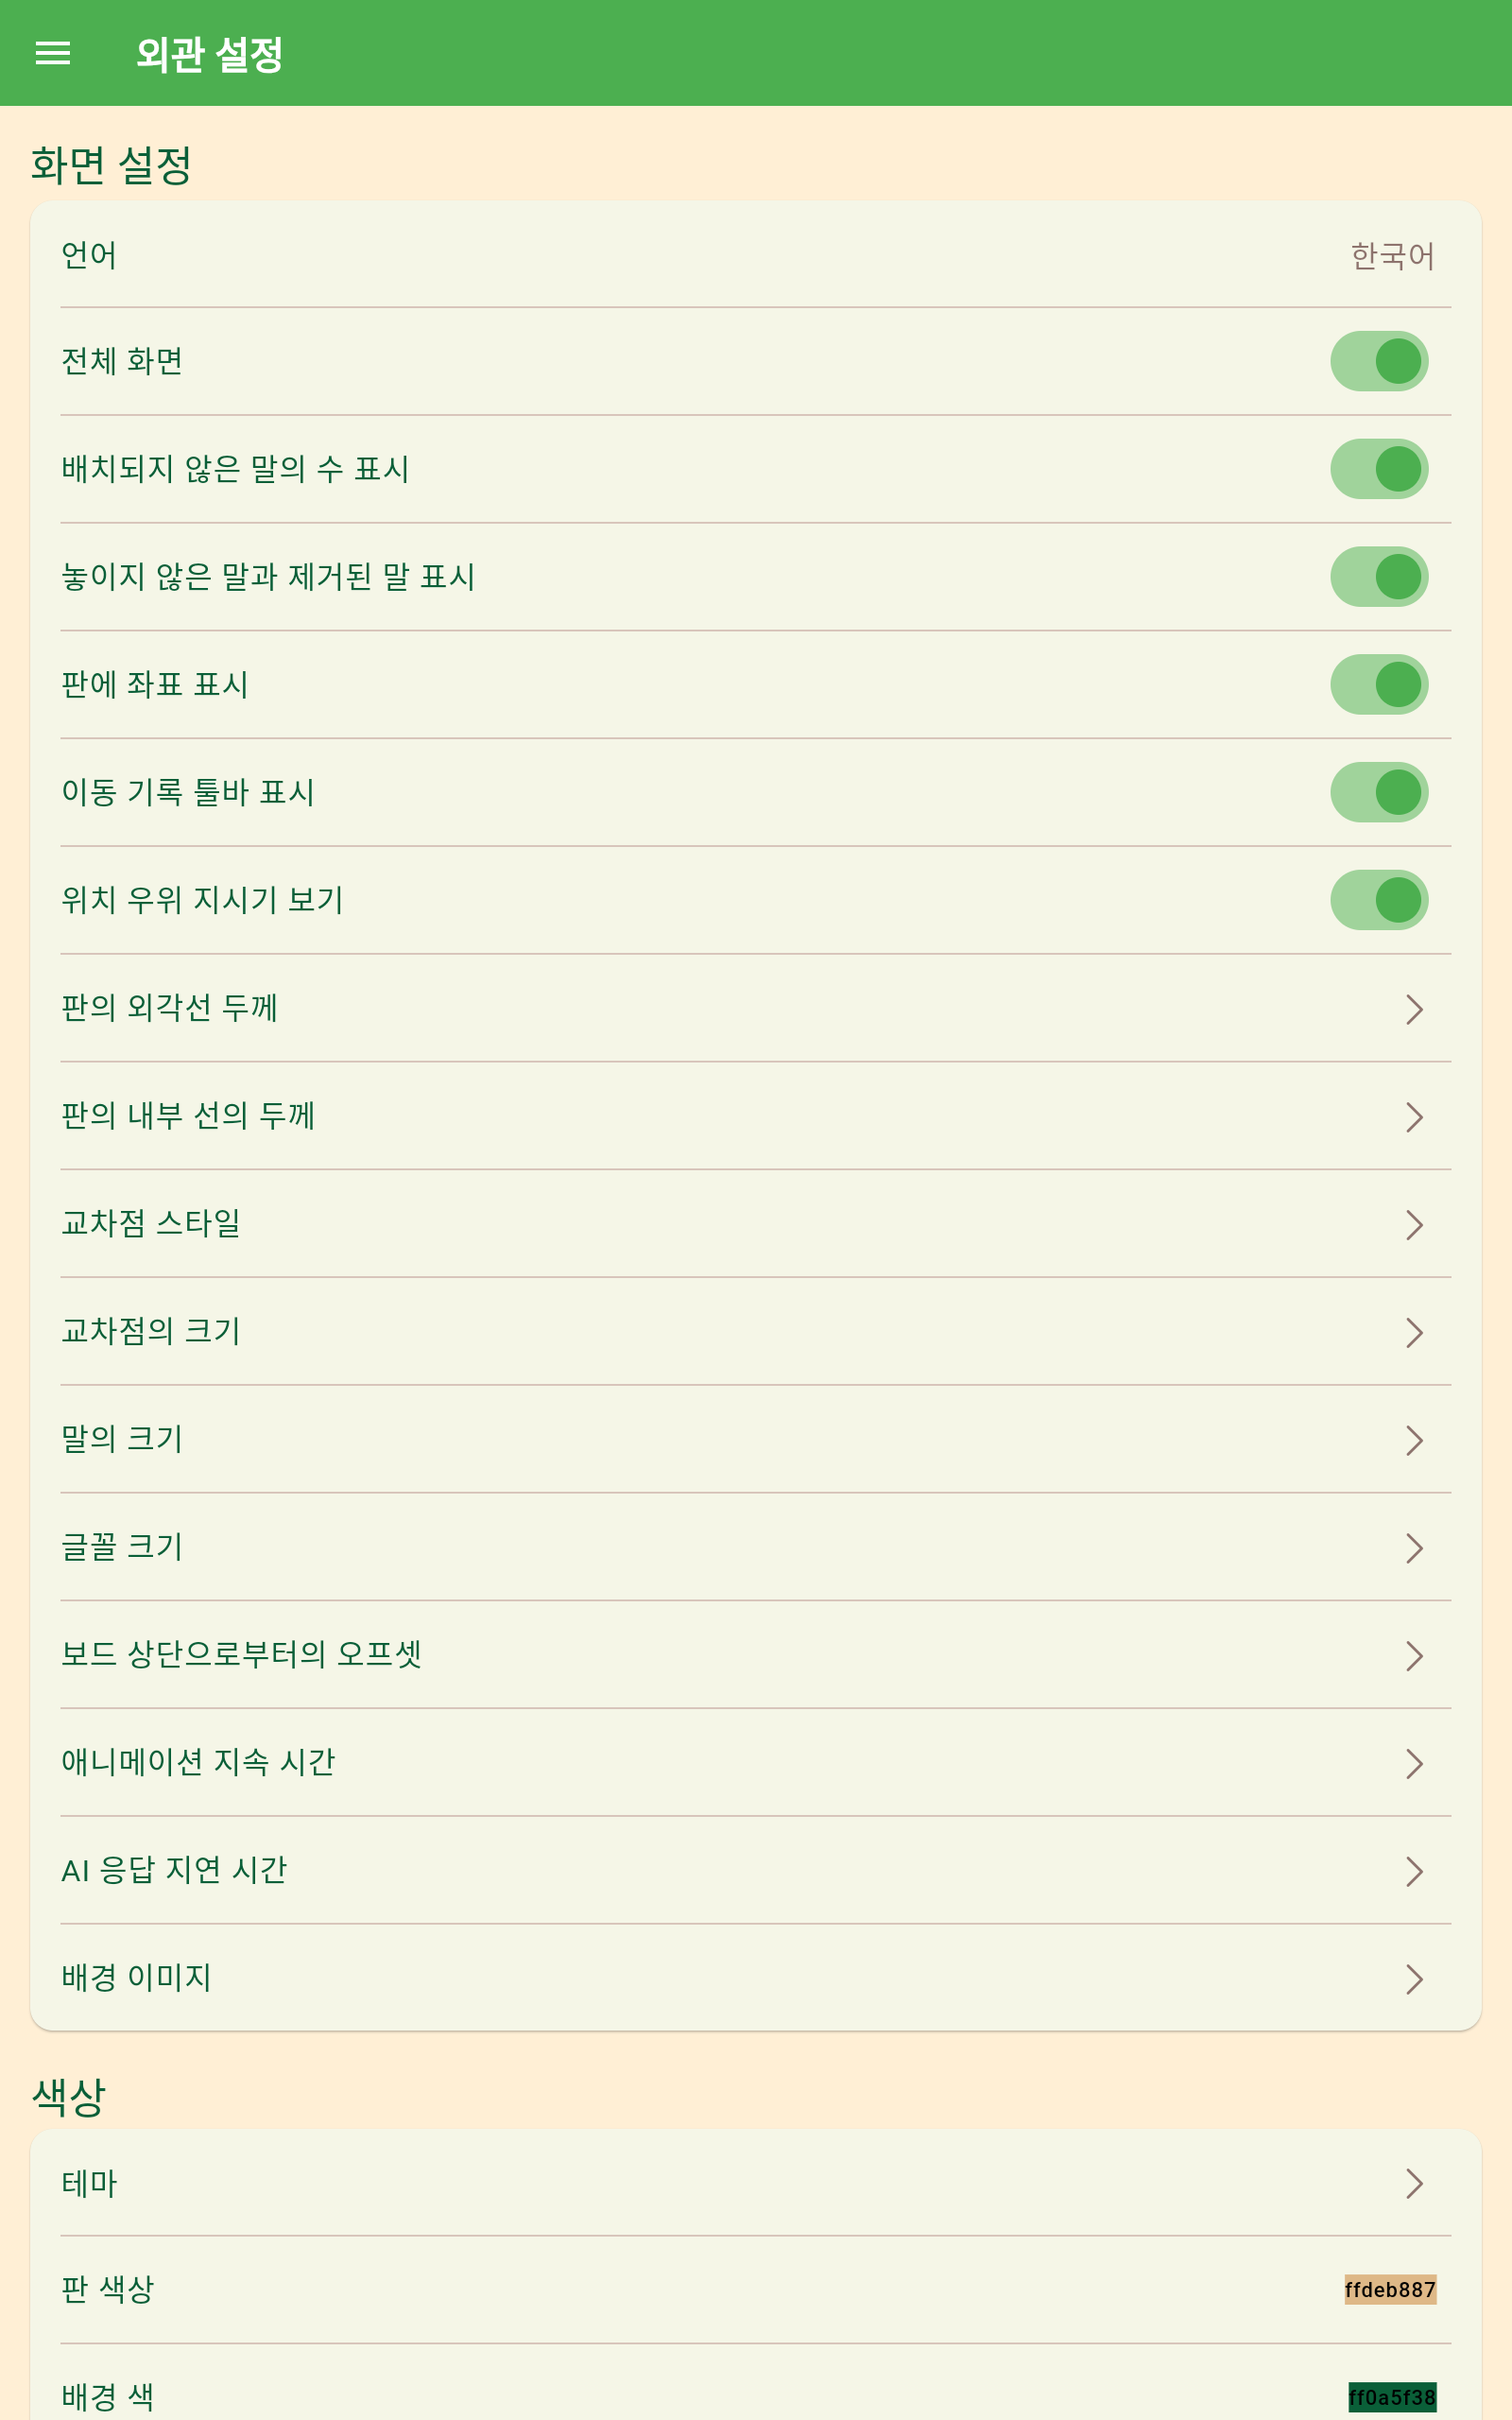 외관 설정
화면 설정
언어
한국어
전체 화면
배치되지 않은 말의 수 표시
놓이지 않은 말과 제거된 말 표시
판에 좌표 표시
이동 기록 툴바 표시
위치 우위 지시기 보기
판의 외각선 두께
판의 내부 선의 두께
교차점 스타일
교차점의 크기
말의 크기
글꼴 크기
보드 상단으로부터의 오프셋
애니메이션 지속 시간
AI 응답 지연 시간
배경 이미지
색상
테마
판 색상
ffdeb887
배경 색
ff0a5f38